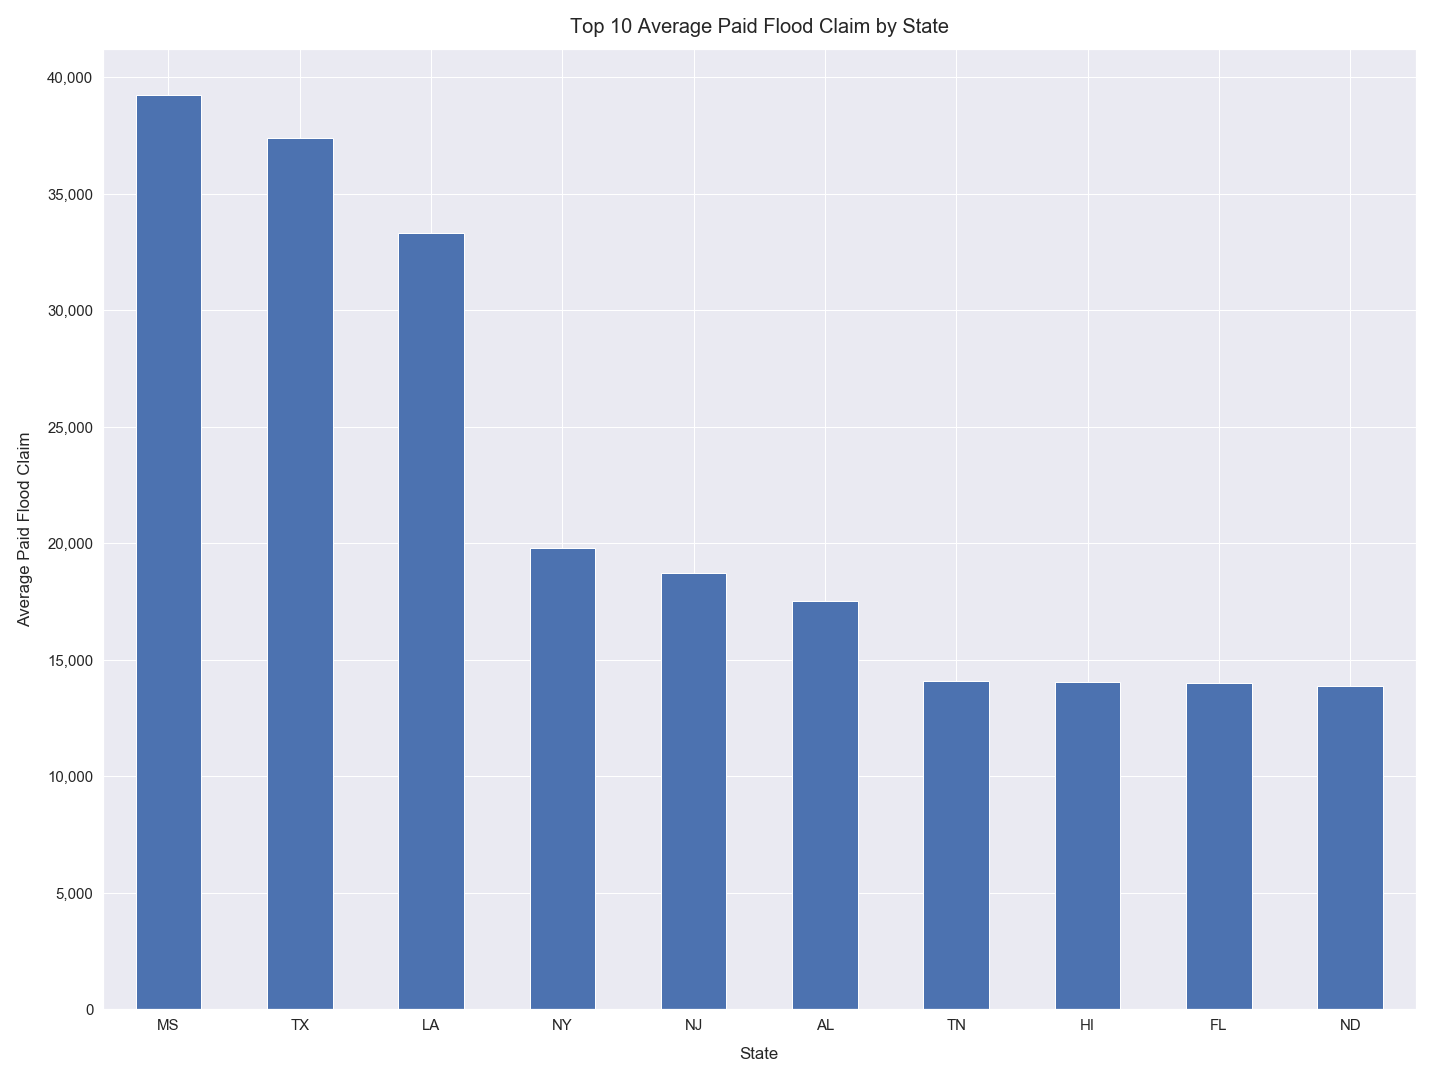 Top 10 Average Paid Flood Claim by State
Average Paid Flood Claim
40,000
35,000
30,000
25,000
20,000
15,000
10,000
5,000
0
MS TX LA NY NJ AL TN HI FL ND
State